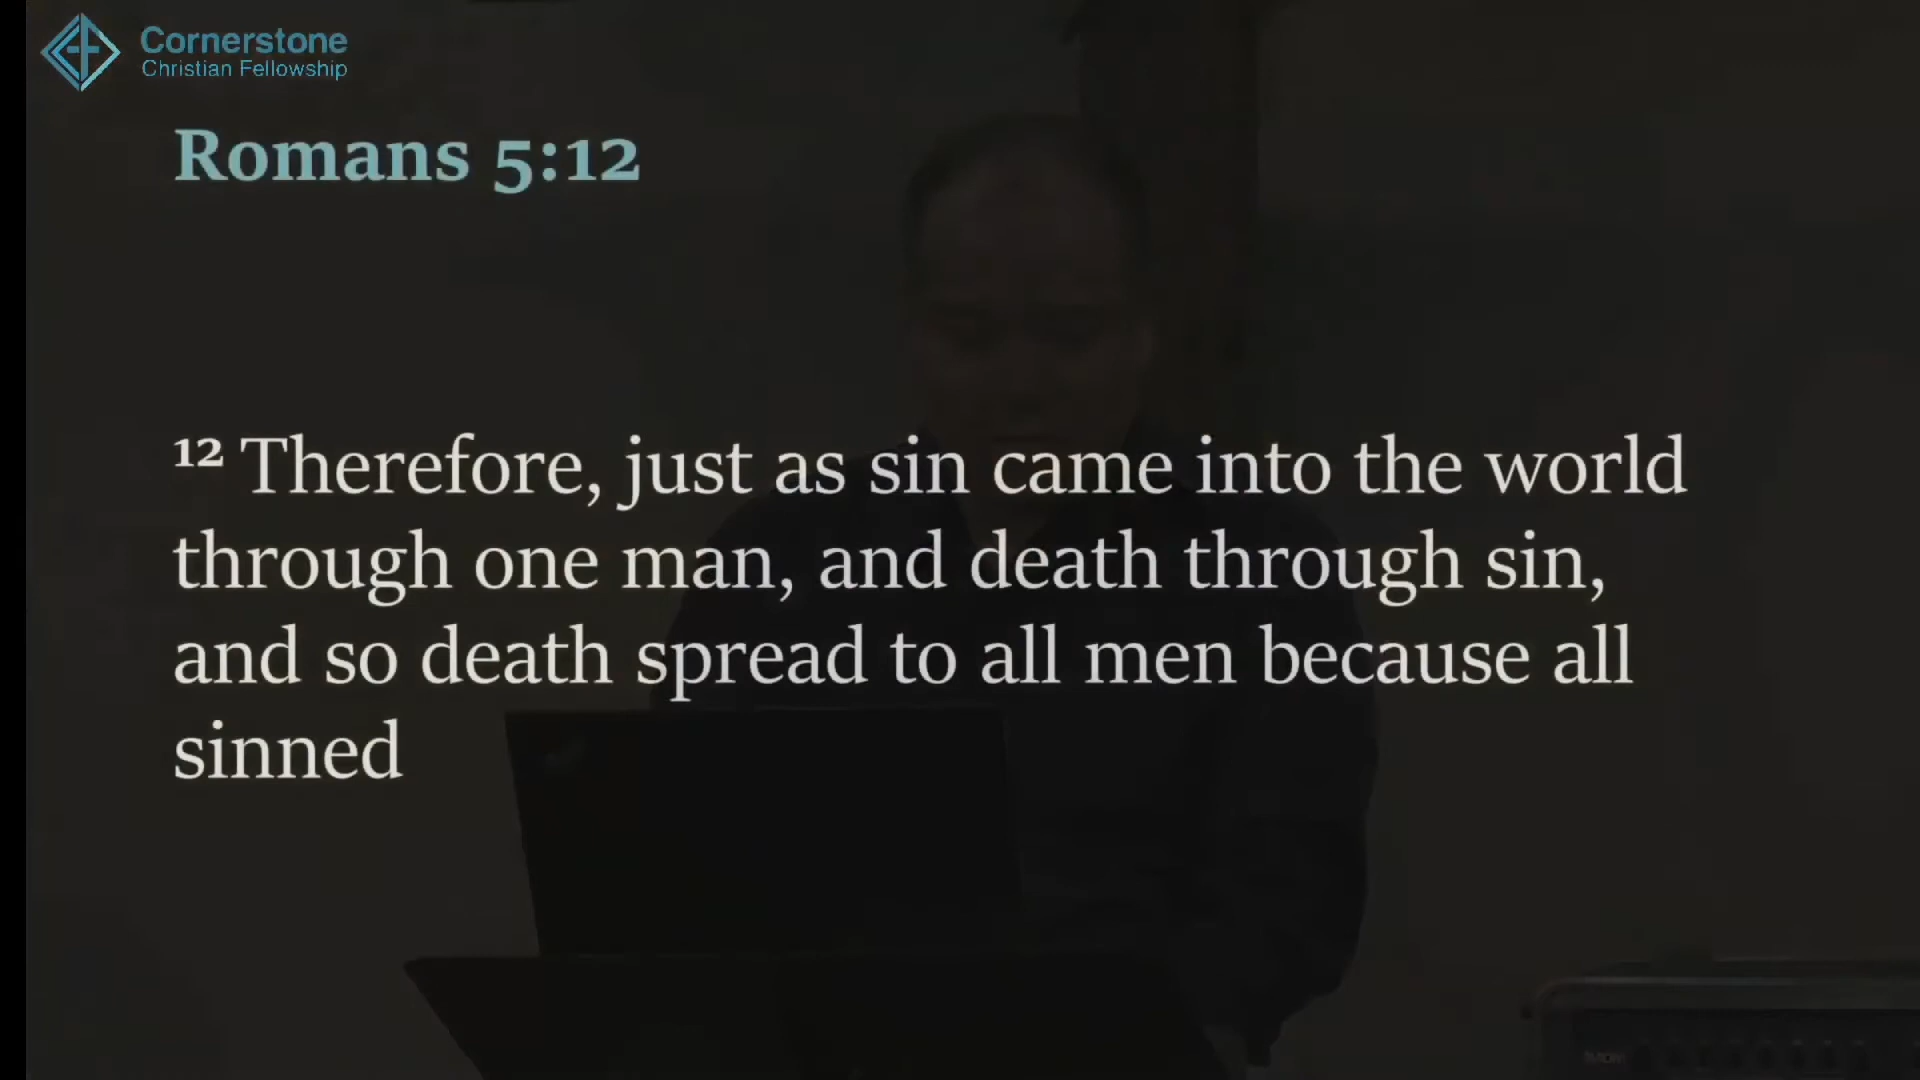 Cornerstone
Christian Fellowship
Romans 5:12
12 Therefore, just as sin came into the world
through one man, and death through sin,
and so death spread to all men because all
sinned